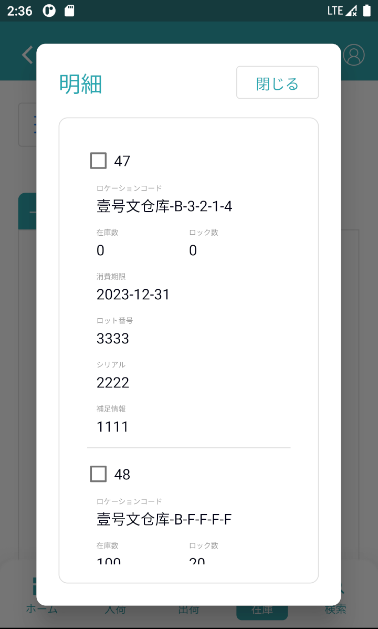 2:36
LTE
明細
閉じる
47
ロケーションコード
壹号文仓库-B-3-2-1-4
在庫数 ロック数
0 0
消費期限
2023-12-31
ロット番号
3333
シリアル
2222
補足情報
1111
48
ロケーションコード
壹号文仓库-B-F-F-F-F
在庫数 ロック数
100 20
ホーム 入荷 出荷 在庫 検索